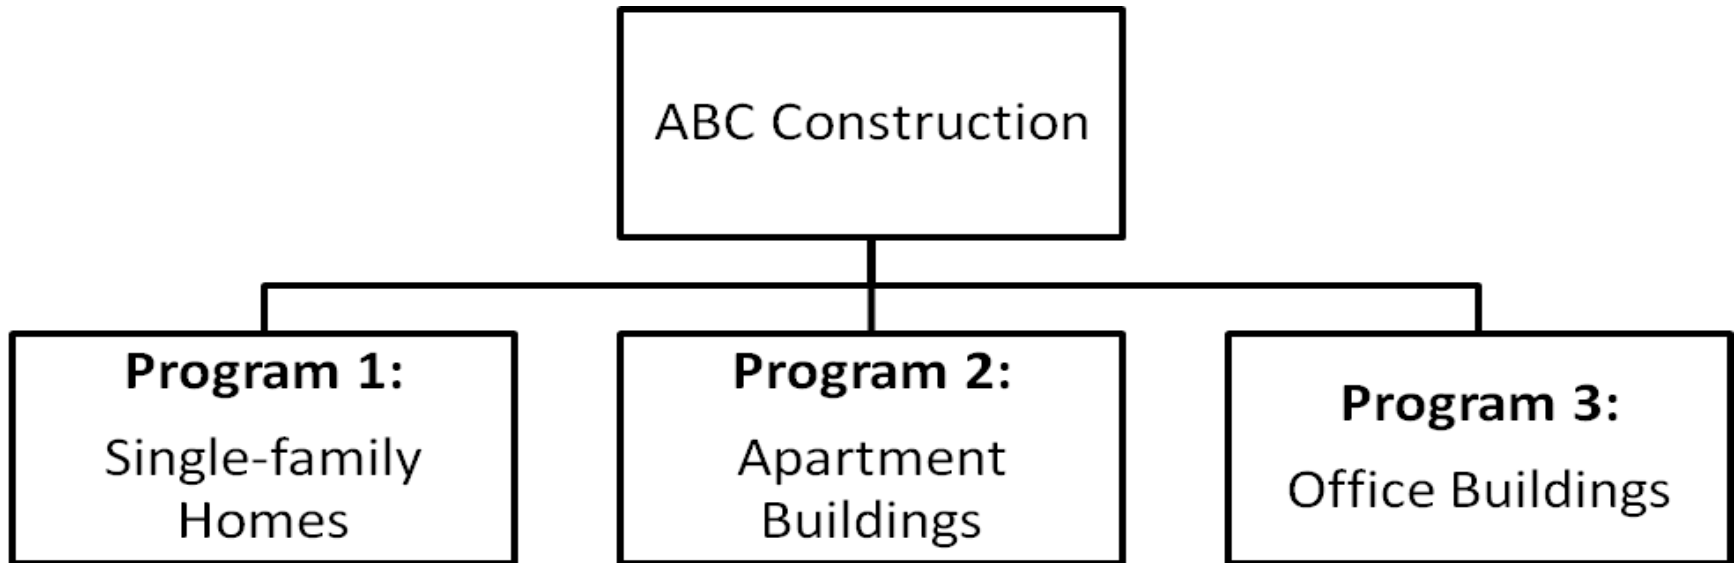 ABC Construction
Program 1:
Single-family
Homes
Program 2:
Apartment
Buildings
Program 3:
Office Buildings